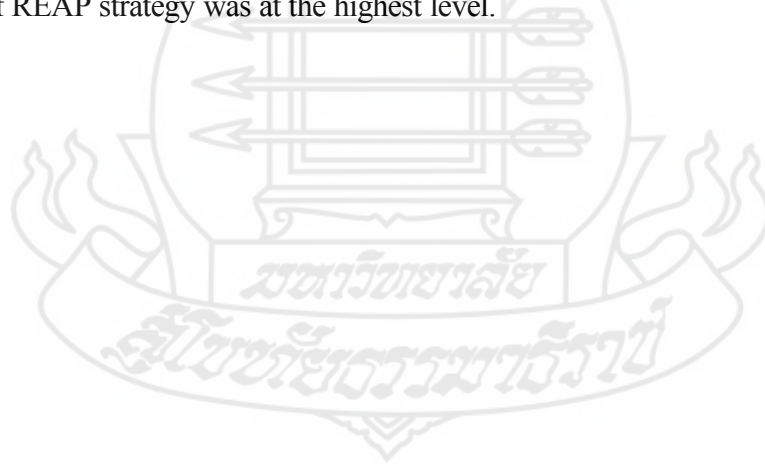 f REAP strategy was at the highest level.
มหาวิทยาลัย
สุโขทัยธรรมาธิราช